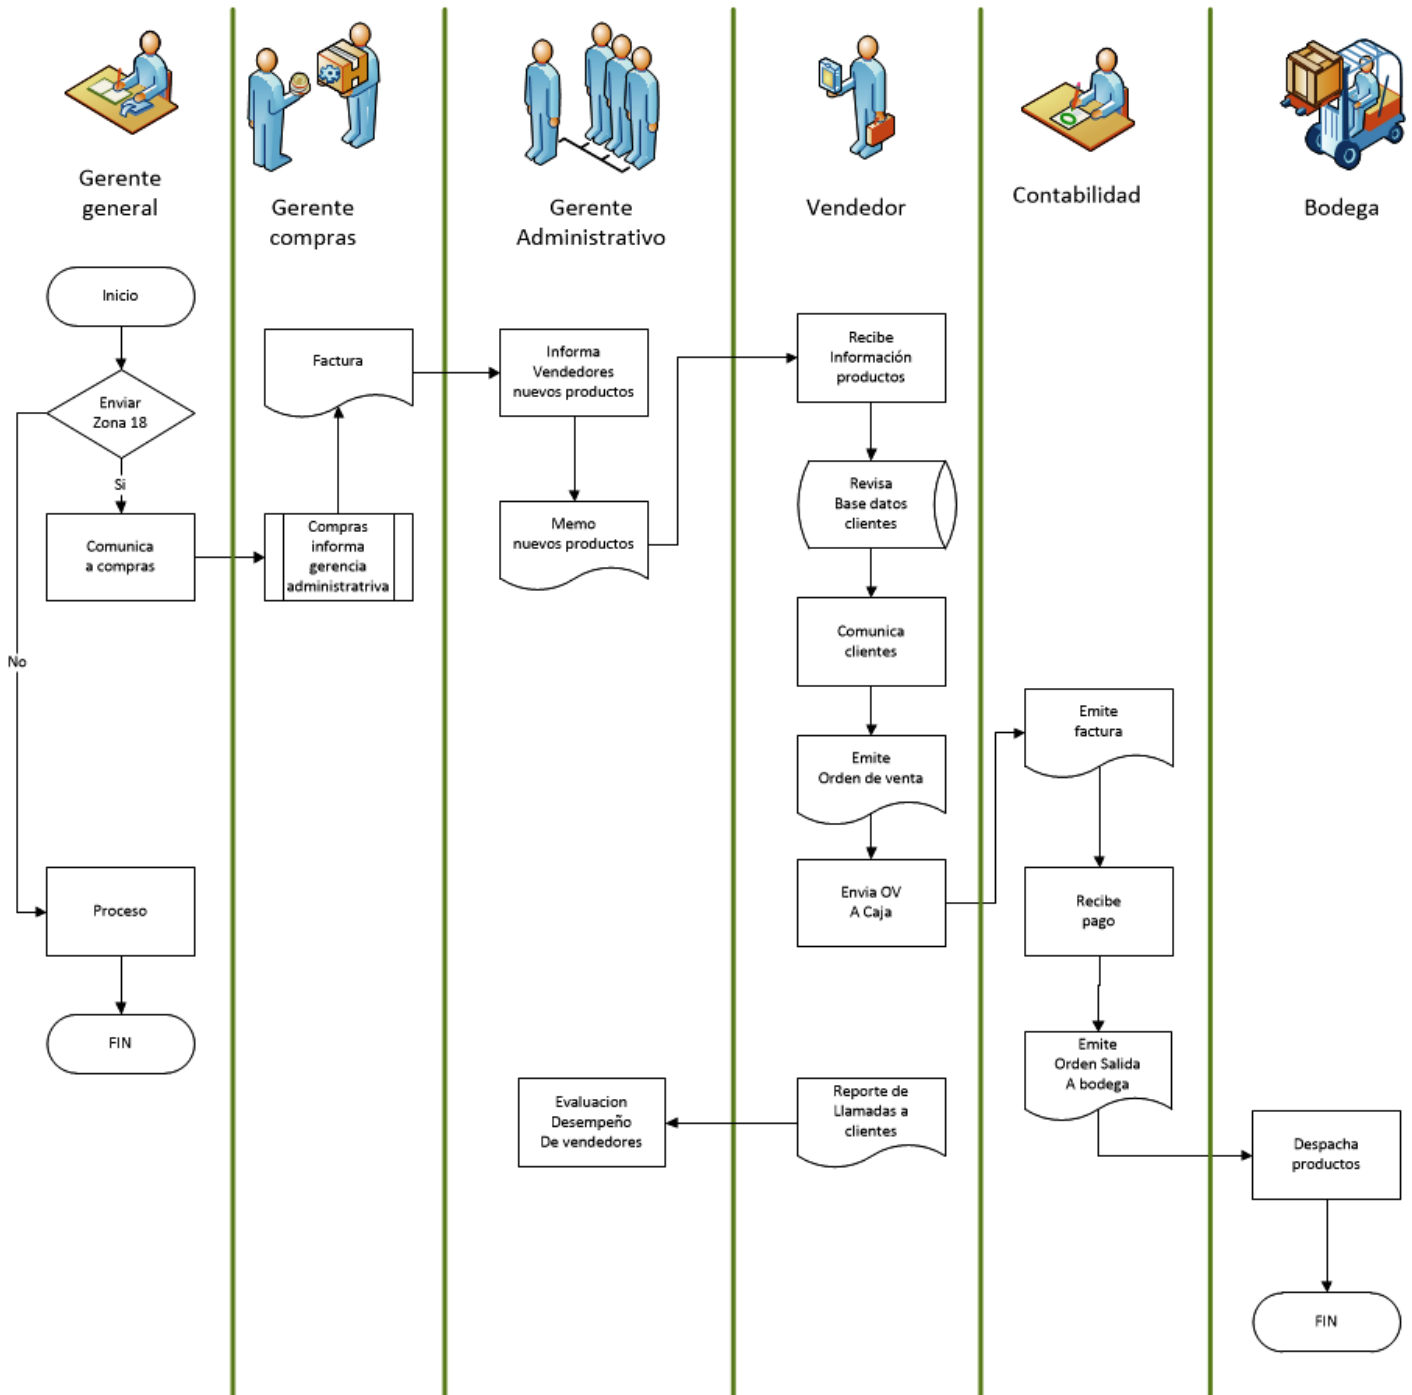 Gerente
general
Gerente
compras
Gerente
Administrativo
Vendedor
Contabilidad
Bodega
Inicio
Enviar
Zona 18
Si
Comunica
a compras
No
Proceso
FIN
Factura
Compras
informa
gerencia
administratriva
Informa
Vendedores
nuevos productos
Memo
nuevos productos
Evaluacion
Desempeño
De vendedores
Recibe
Información
productos
Revisa
Base datos
clientes
Comunica
clientes
Emite
Orden de venta
Envia OV
A Caja
Reporte de
Llamadas a
clientes
Emite
factura
Recibe
pago
Emite
Orden Salida
A bodega
Despacha
productos
FIN